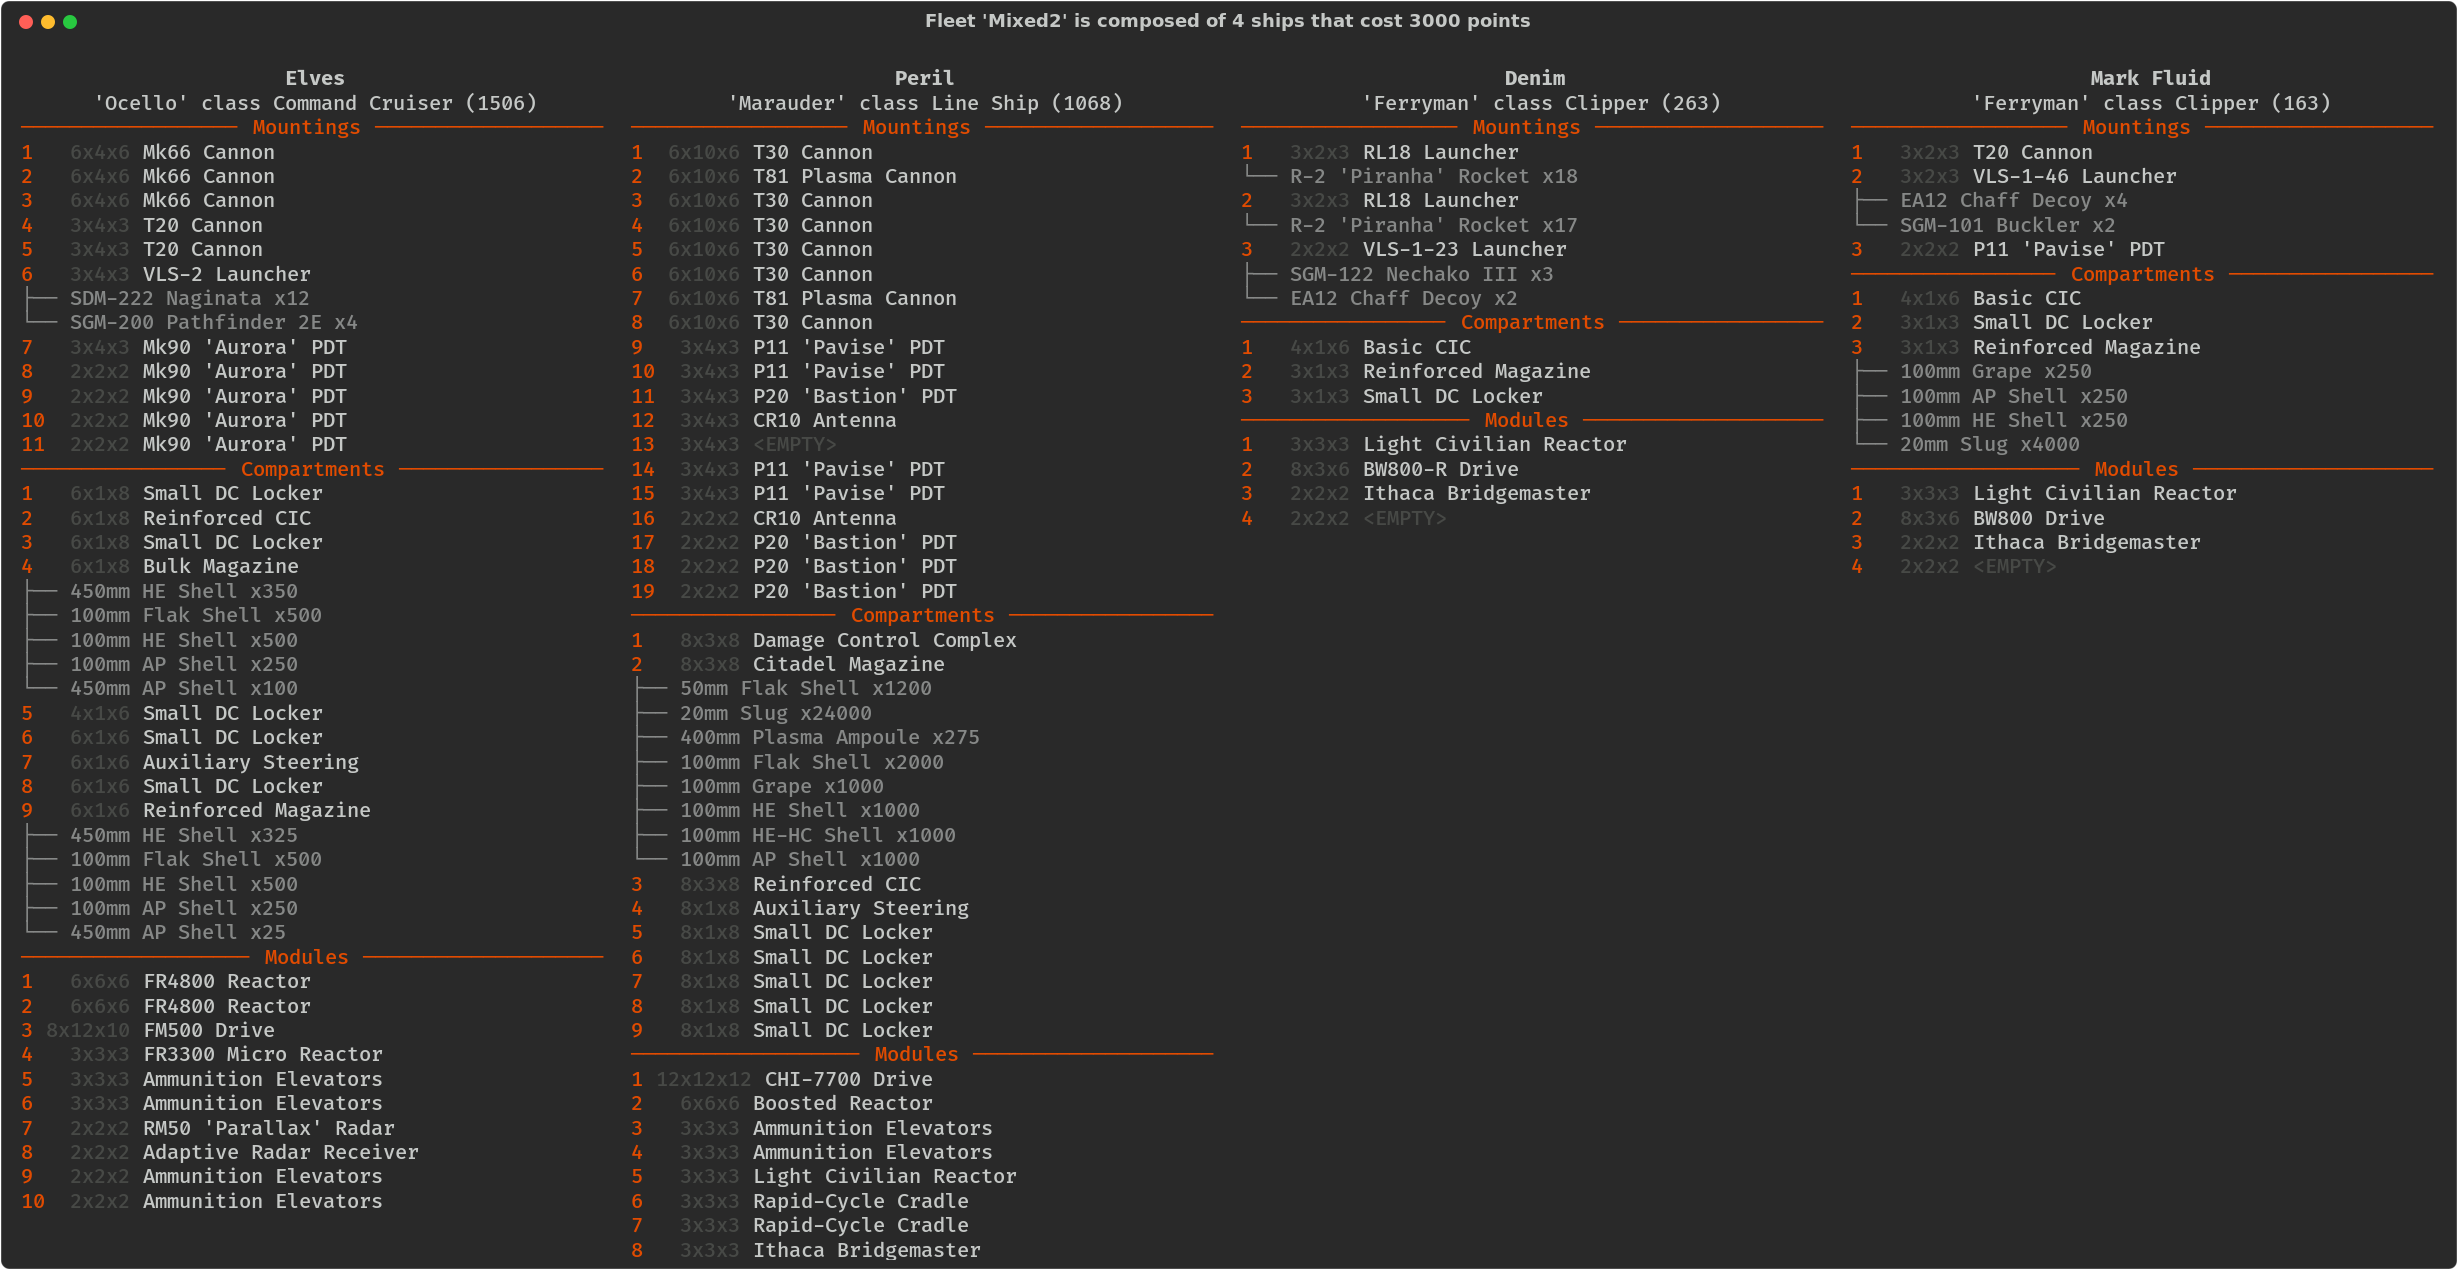 Fleet 'Mixed2' is composed of 4 ships that cost 3000 points
Elves
'Ocello' class Command Cruiser (1506)
Mountings
1 6x4x6 Mk66 Cannon
2 6x4x6 Mk66 Cannon
3 6x4x6 Mk66 Cannon
4 3x4x3 T20 Cannon
5 3x4x3 T20 Cannon
6 3x4x3 VLS-2 Launcher
├── SDM-222 Naginata x12
└── SGM-200 Pathfinder 2E x4
7 3x4x3 Mk90 'Aurora' PDT
8 2x2x2 Mk90 'Aurora' PDT
9 2x2x2 Mk90 'Aurora' PDT
10 2x2x2 Mk90 'Aurora' PDT
11 2x2x2 Mk90 'Aurora' PDT
Compartments
1 6x1x8 Small DC Locker
2 6x1x8 Reinforced CIC
3 6x1x8 Small DC Locker
4 6x1x8 Bulk Magazine
├── 450mm HE Shell x350
├── 100mm Flak Shell x500
├── 100mm HE Shell x500
├── 100mm AP Shell x250
└── 450mm AP Shell x100
5 4x1x6 Small DC Locker
6 6x1x6 Small DC Locker
7 6x1x6 Auxiliary Steering
8 6x1x6 Small DC Locker
9 6x1x6 Reinforced Magazine
├── 450mm HE Shell x325
├── 100mm Flak Shell x500
├── 100mm HE Shell x500
├── 100mm AP Shell x250
└── 450mm AP Shell x25
Modules
1 6x6x6 FR4800 Reactor
2 6x6x6 FR4800 Reactor
3 8x12x10 FM500 Drive
4 3x3x3 FR3300 Micro Reactor
5 3x3x3 Ammunition Elevators
6 3x3x3 Ammunition Elevators
7 2x2x2 RM50 'Parallax' Radar
8 2x2x2 Adaptive Radar Receiver
9 2x2x2 Ammunition Elevators
10 2x2x2 Ammunition Elevators
Peril
'Marauder' class Line Ship (1068)
Mountings
1 6x10x6 T30 Cannon
2 6x10x6 T81 Plasma Cannon
3 6x10x6 T30 Cannon
4 6x10x6 T30 Cannon
5 6x10x6 T30 Cannon
6 6x10x6 T30 Cannon
7 6x10x6 T81 Plasma Cannon
8 6x10x6 T30 Cannon
9 3x4x3 P11 'Pavise' PDT
10 3x4x3 P11 'Pavise' PDT
11 3x4x3 P20 'Bastion' PDT
12 3x4x3 CR10 Antenna
13 3x4x3 <EMPTY>
14 3x4x3 P11 'Pavise' PDT
15 3x4x3 P11 'Pavise' PDT
16 2x2x2 CR10 Antenna
17 2x2x2 P20 'Bastion' PDT
18 2x2x2 P20 'Bastion' PDT
19 2x2x2 P20 'Bastion' PDT
Compartments
1 8x3x8 Damage Control Complex
2 8x3x8 Citadel Magazine
├── 50mm Flak Shell x1200
├── 20mm Slug x24000
├── 400mm Plasma Ampoule x275
├── 100mm Flak Shell x2000
├── 100mm Grape x1000
├── 100mm HE Shell x1000
├── 100mm HE-HC Shell x1000
└── 100mm AP Shell x1000
3 8x3x8 Reinforced CIC
4 8x1x8 Auxiliary Steering
5 8x1x8 Small DC Locker
6 8x1x8 Small DC Locker
7 8x1x8 Small DC Locker
8 8x1x8 Small DC Locker
9 8x1x8 Small DC Locker
Modules
1 12x12x12 CHI-7700 Drive
2 6x6x6 Boosted Reactor
3 3x3x3 Ammunition Elevators
4 3x3x3 Ammunition Elevators
5 3x3x3 Light Civilian Reactor
6 3x3x3 Rapid-Cycle Cradle
7 3x3x3 Rapid-Cycle Cradle
8 3x3x3 Ithaca Bridgemaster
Denim
'Ferryman' class Clipper (263)
Mountings
1 3x2x3 RL18 Launcher
└── R-2 'Piranha' Rocket x18
2 3x2x3 RL18 Launcher
└── R-2 'Piranha' Rocket x17
3 2x2x2 VLS-1-23 Launcher
├── SGM-122 Nechako III x3
└── EA12 Chaff Decoy x2
Compartments
1 4x1x6 Basic CIC
2 3x1x3 Reinforced Magazine
3 3x1x3 Small DC Locker
Modules
1 3x3x3 Light Civilian Reactor
2 8x3x6 BW800-R Drive
3 2x2x2 Ithaca Bridgemaster
4 2x2x2 <EMPTY>
Mark Fluid
'Ferryman' class Clipper (163)
Mountings
1 3x2x3 T20 Cannon
2 3x2x3 VLS-1-46 Launcher
├── EA12 Chaff Decoy x4
└── SGM-101 Buckler x2
3 2x2x2 P11 'Pavise' PDT
Compartments
1 4x1x6 Basic CIC
2 3x1x3 Small DC Locker
3 3x1x3 Reinforced Magazine
├── 100mm Grape x250
├── 100mm AP Shell x250
├── 100mm HE Shell x250
└── 20mm Slug x4000
Modules
1 3x3x3 Light Civilian Reactor
2 8x3x6 BW800 Drive
3 2x2x2 Ithaca Bridgemaster
4 2x2x2 <EMPTY>